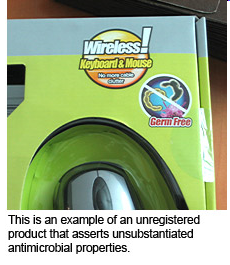 Wireless!
Keyboard & Mouse
No more cable
clutter
Germ Free
This is an example of an unregistered
product that asserts unsubstantiated
antimicrobial properties.